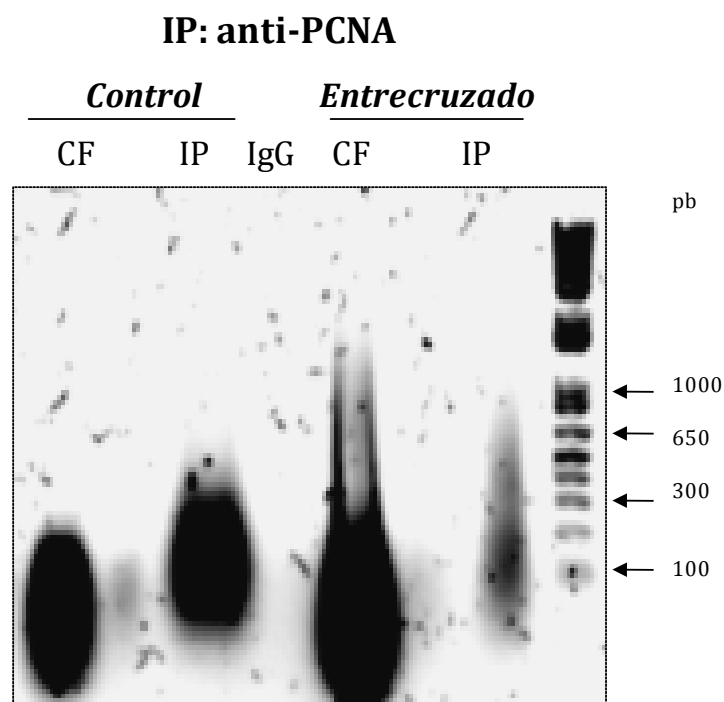 IP: anti-PCNA
Control Entrecruzado
CF IP IgG CF IP
pb
1000
650
300
100